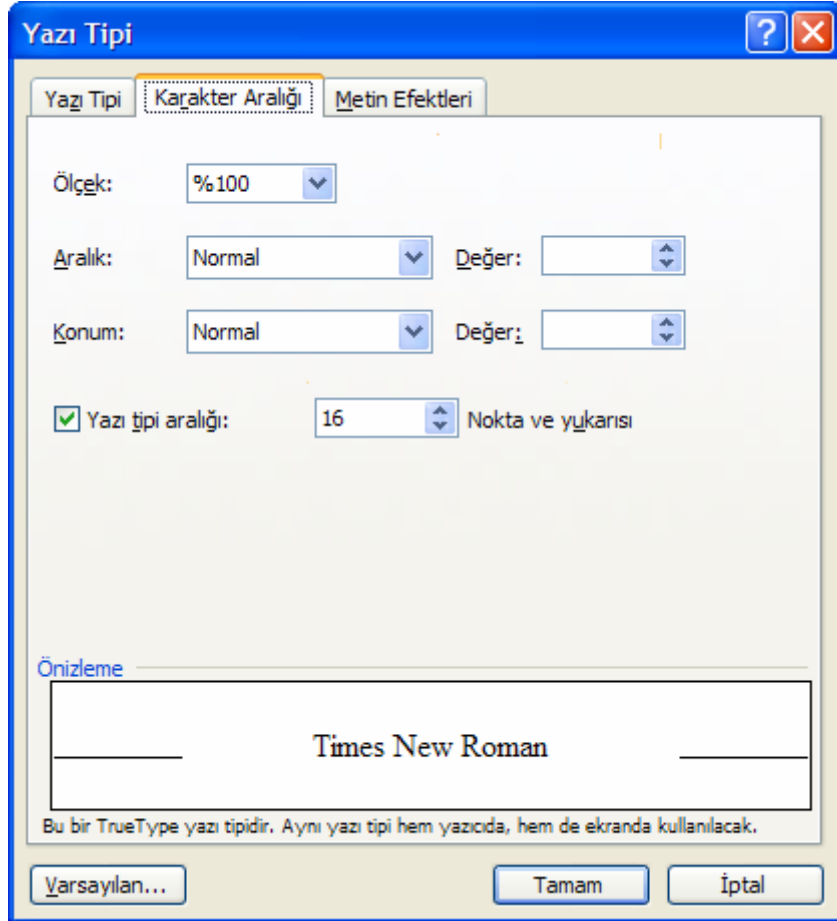 Yazı Tipi
Yazı Tipi Karakter Aralığı Metin Efektleri
Ölçek: %100
Aralık: Normal Değer:
Konum: Normal Değer:
Yazı tipi aralığı: 16 Nokta ve yukarısı
Önizleme
Times New Roman
Bu bir TrueType yazı tipidir. Aynı yazı tipi hem yazıcıda, hem de ekranda kullanılacak.
Varsayılan... Tamam İptal